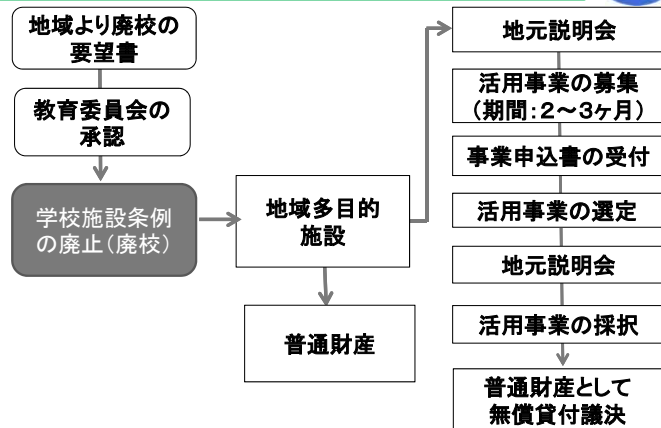 地域より廃校の
要望書
教育委員会の
承認
学校施設条例
の廃止（廃校）
地域多目的
施設
普通財産
地元説明会
活用事業の募集
（期間：２～３ヶ月）
事業申込書の受付
活用事業の選定
地元説明会
活用事業の採択
普通財産として
無償貸付議決